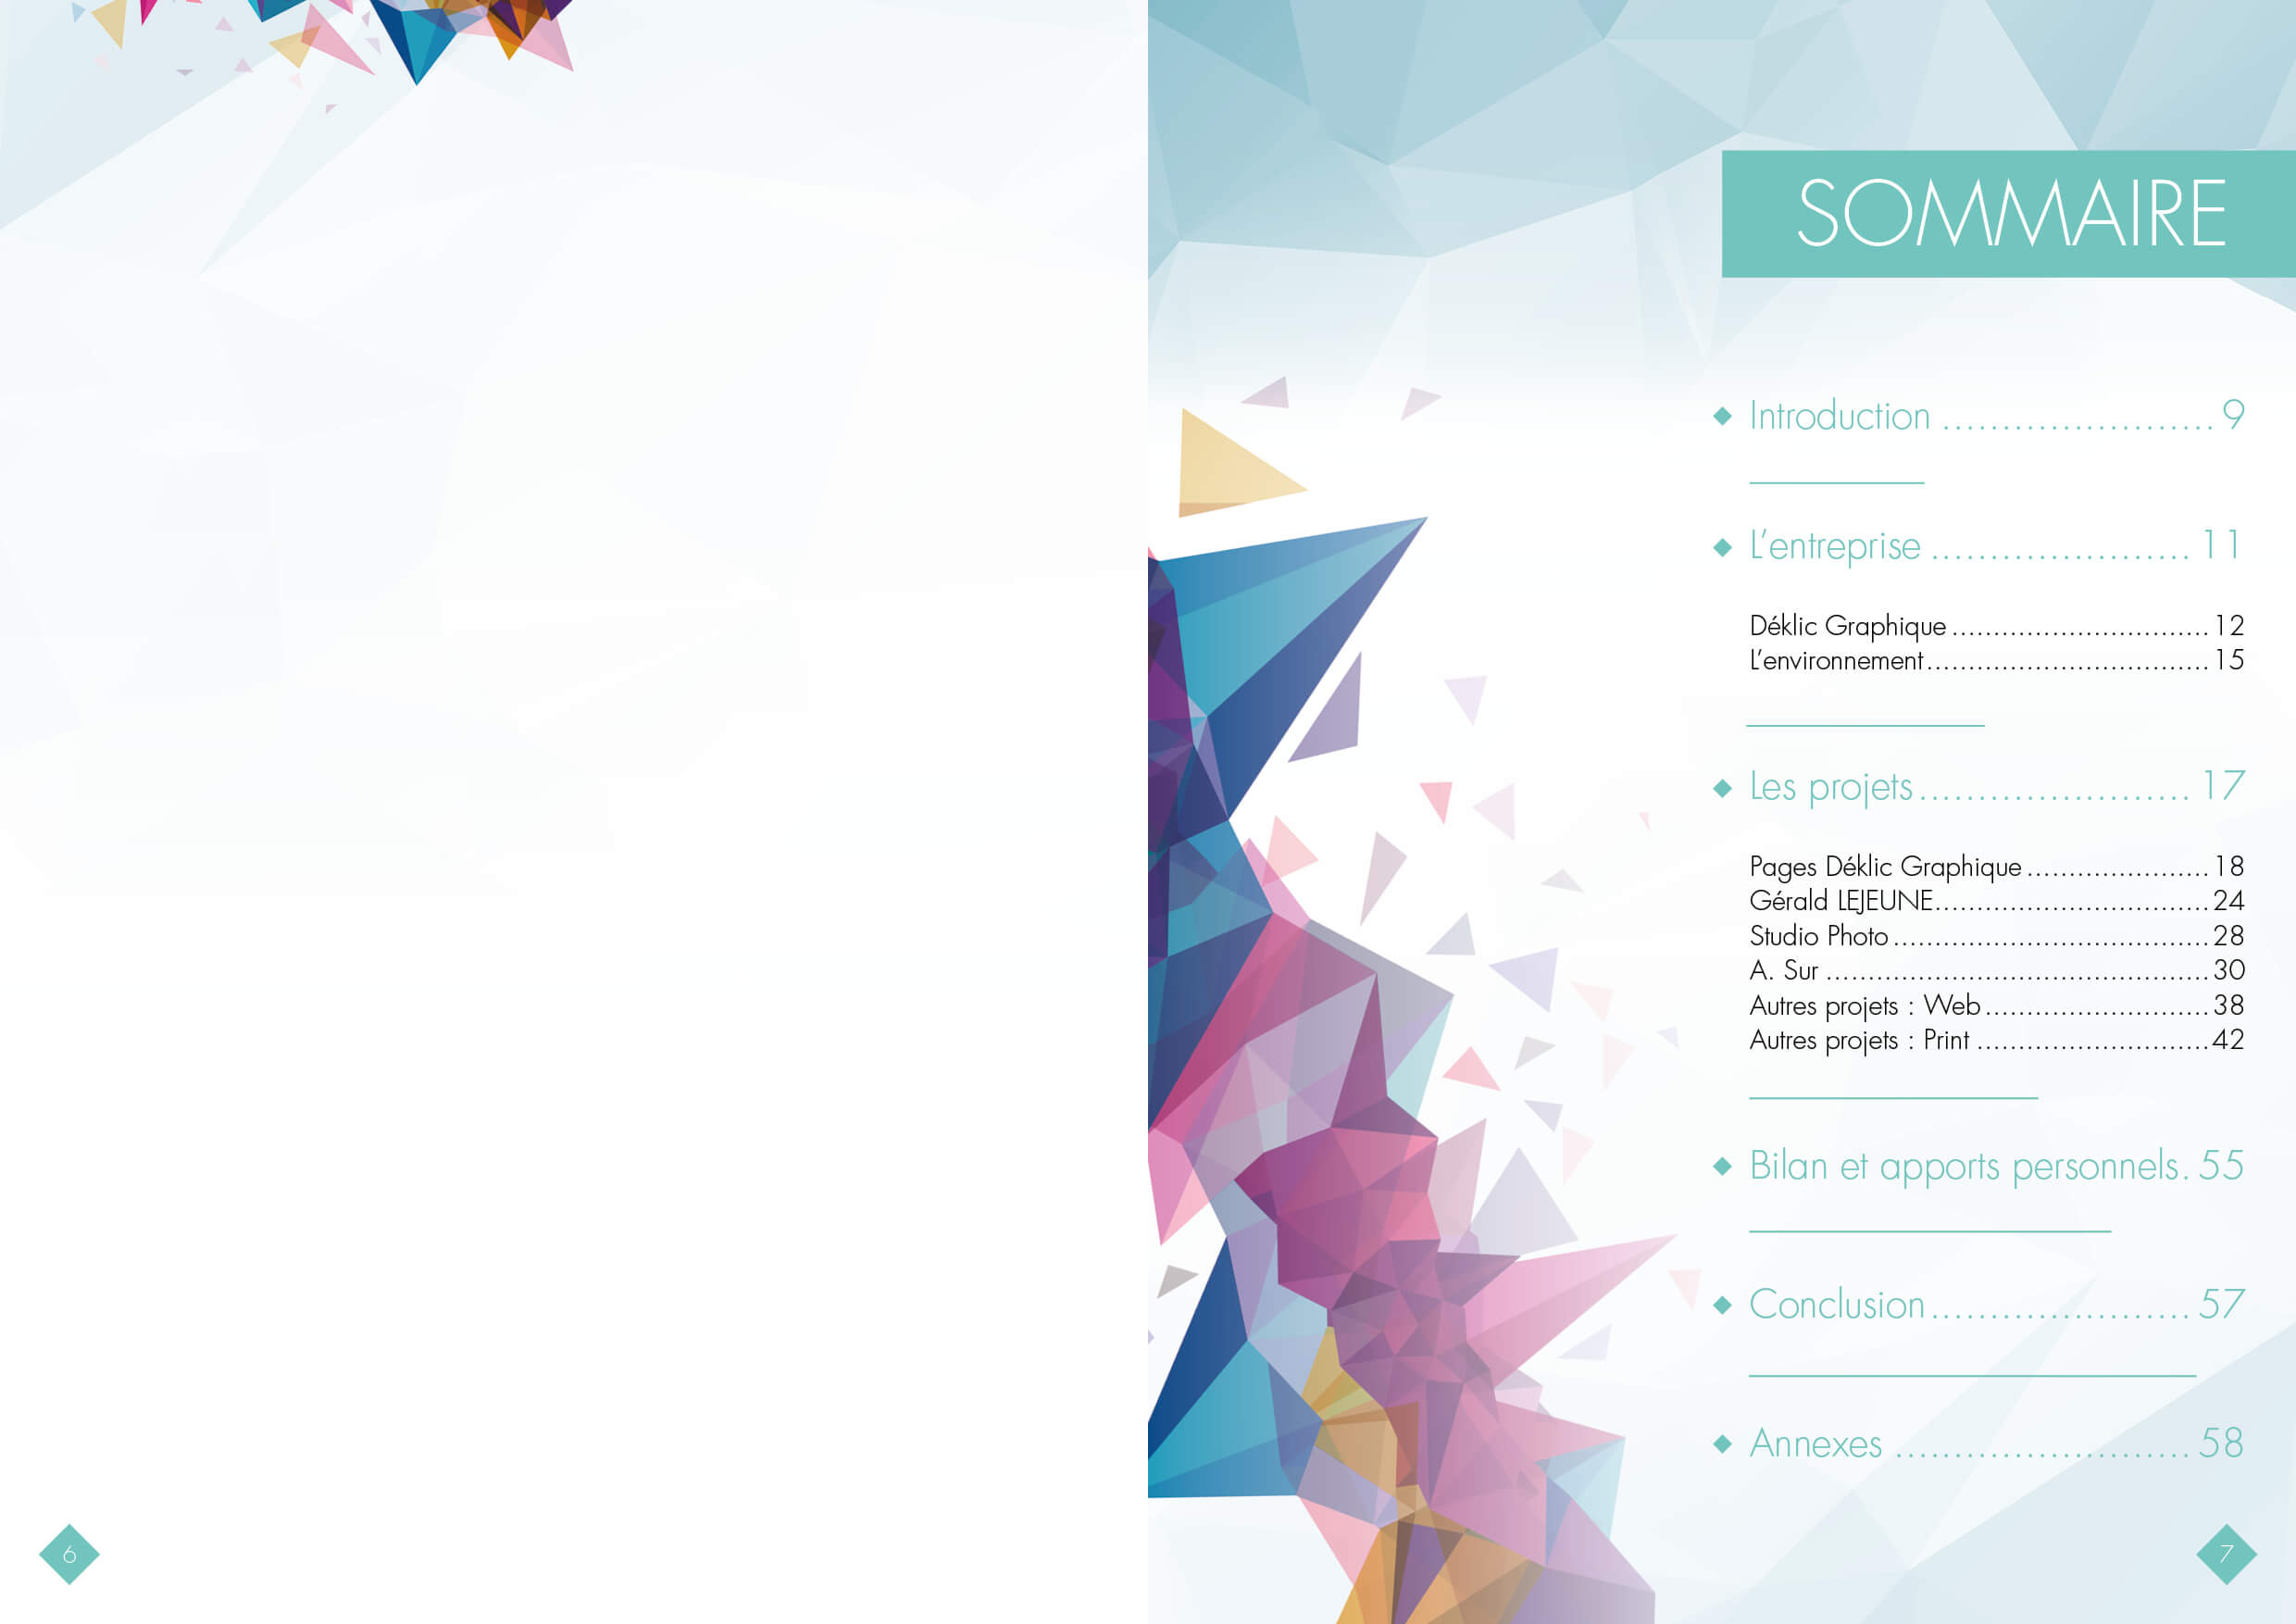 SOMMAIRE
Introduction ....................... 9
L’entreprise ...................... 11
Déklic Graphique ............................... 12
L’environnement.................................. 15
Les projets....................... 17
Pages Déklic Graphique ...................... 18
Gérald LEJEUNE................................. 24
Studio Photo ...................................... 28
A. Sur .............................................. 30
Autres projets : Web ........................... 38
Autres projets : Print ............................ 42
Bilan et apports personnels. 55
Conclusion ...................... 57
Annexes ......................... 58
6
7